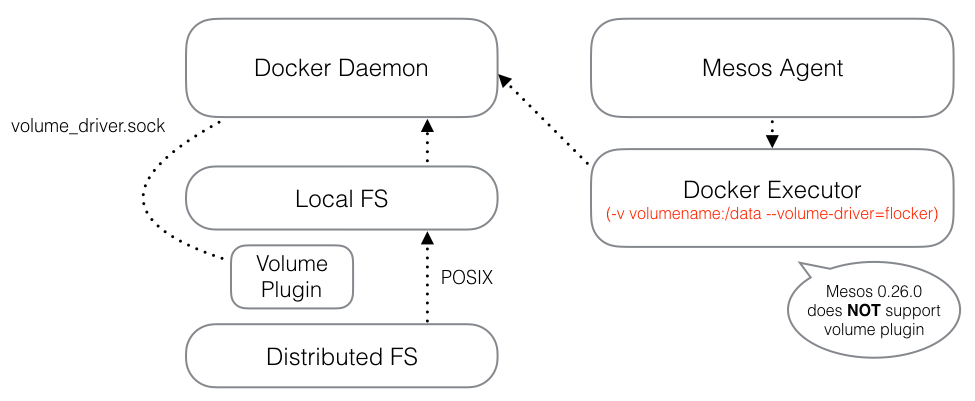 Docker Daemon
Mesos Agent
volume_driver.sock
Local FS
Docker Executor
(-v volumename:/data --volume-driver=flocker)
Volume
Plugin
POSIX
Mesos 0.26.0
does NOT support
volume plugin
Distributed FS